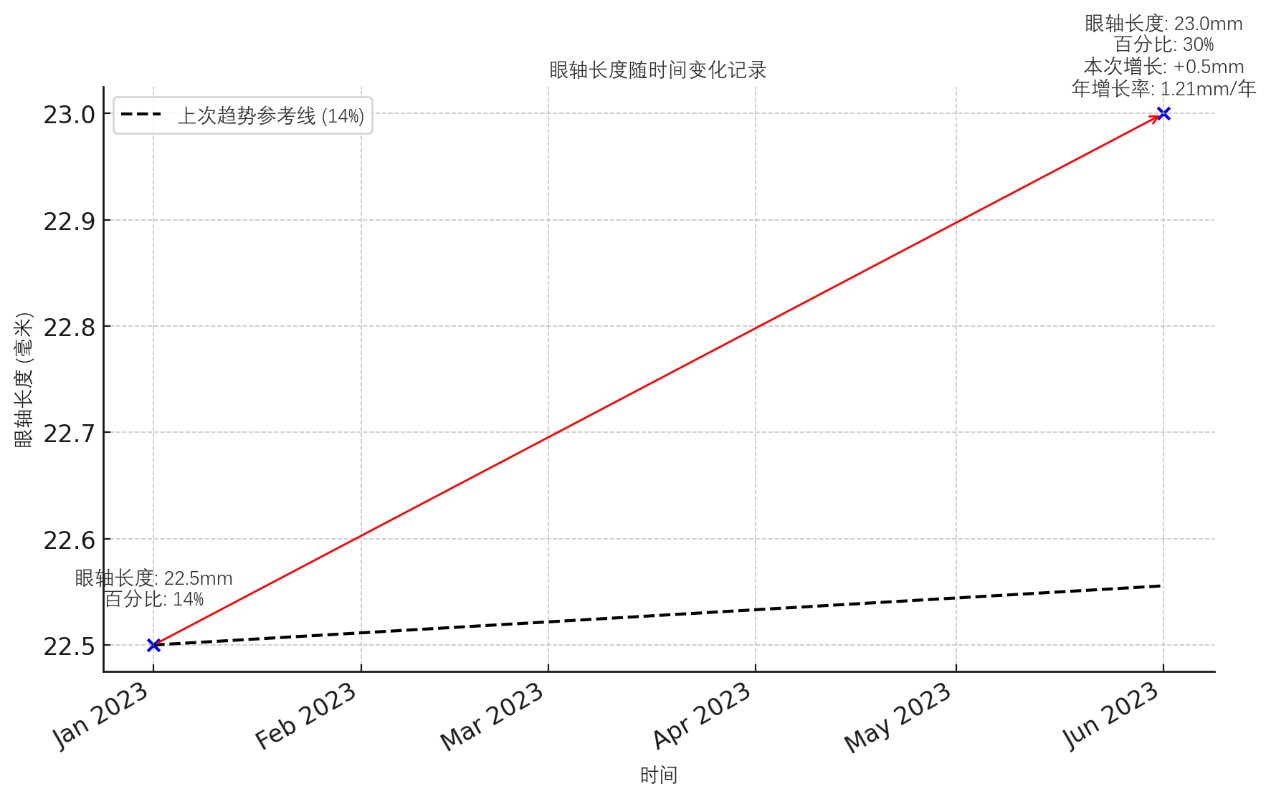 眼轴长度: 23.0mm
百分比: 30%
本次增长: +0.5mm
年增长率: 1.21mm/年
眼轴长度随时间变化记录
上次趋势参考线 (14%)
眼轴长度 (毫米)
23.0
22.9
22.8
22.7
22.6
22.5
眼轴长度: 22.5mm
百分比: 14%
Jan 2023
Feb 2023
Mar 2023
Apr 2023
May 2023
Jun 2023
时间